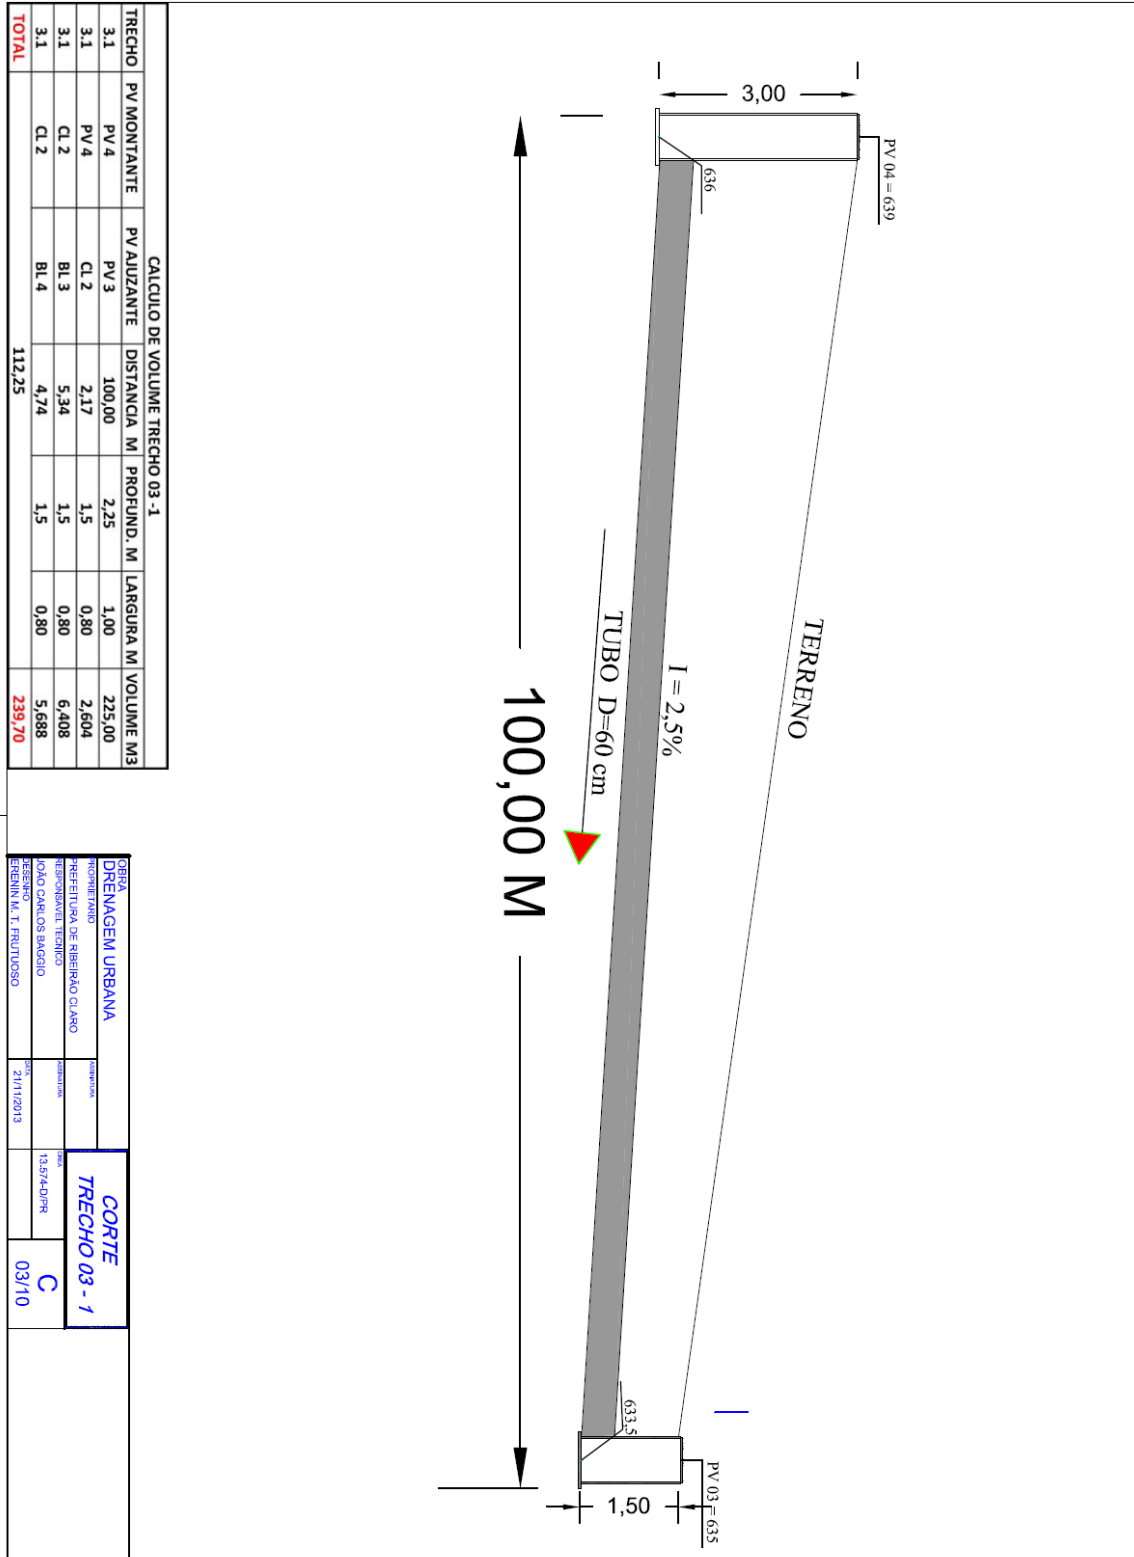 3,00
PV 04 = 639
636
TERRENO
I = 2,5%
TUBO D=60 cm
100,00 M
633,5
PV 03 = 635
1,50
CALCULO DE VOLUME TRECHO 03 -1
TRECHO PV MONTANTE PV AJUZANTE DISTANCIA M PROFUND. M LARGURA M VOLUME M3
3.1 PV 4 PV 3 100,00 2,25 1,00 225,00
3.1 PV 4 CL 2 2,17 1,5 0,80 2,604
3.1 CL 2 BL 3 5,34 1,5 0,80 6,408
3.1 CL 2 BL 4 4,74 1,5 0,80 5,688
TOTAL 112,25 239,70
OBRA
DRENAGEM URBANA
PROPRIETARIO
PREFEITURA DE RIBEIRÃO CLARO
ASSINATURA
RESPONSAVEL TECNICO
JOÃO CARLOS BAGGIO
ASSINATURA
CREA
13.574-D/PR
DESENHO
ERENIN M. T. FRUTUOSO
DATA
21/11/2013
CORTE
TRECHO 03 - 1
C
03/10